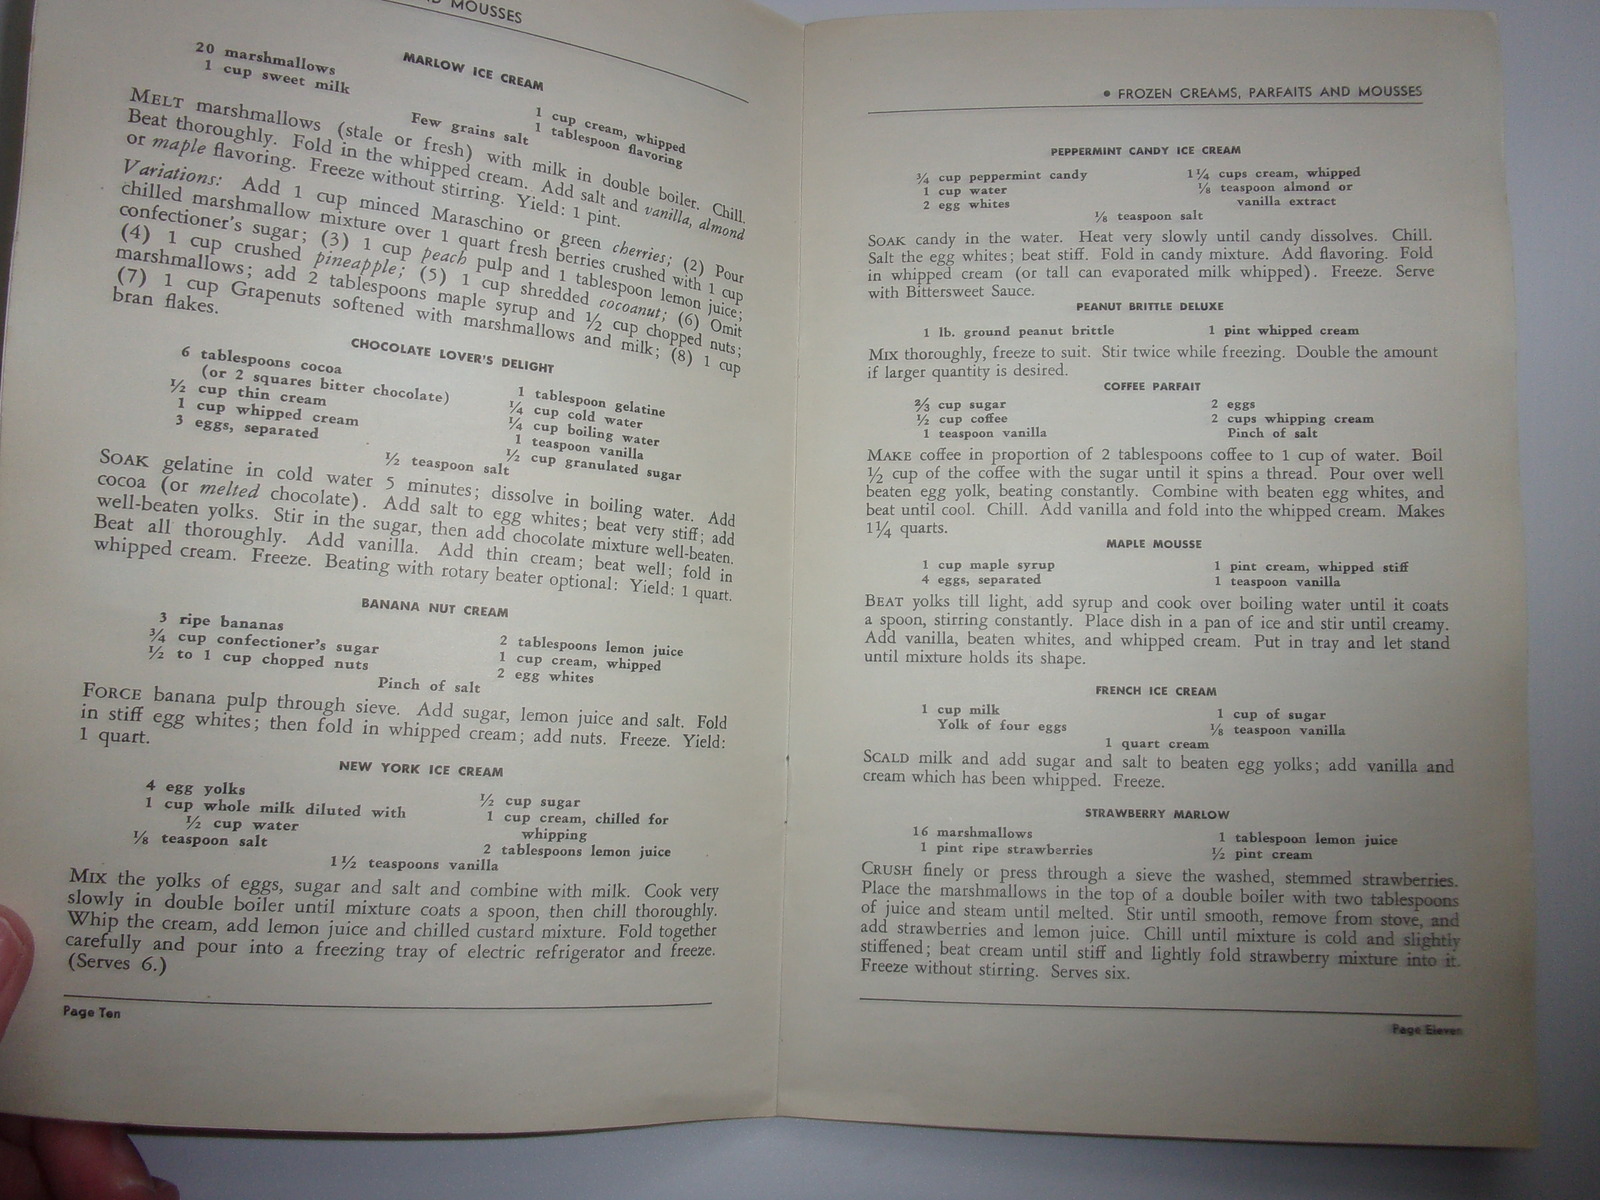 D MOUSSES
MARLOW ICE CREAM
20 marshmallows
1 cup sweet milk
1 cup cream, whipped
1 tablespoon flavoring
Few grains salt
MELT marshmallows (stale or fresh) with milk in double boiler. Chill.
Beat thoroughly. Fold in the whipped cream. Add salt and vanilla, almond
or maple flavoring. Freeze without stirring. Yield: 1 pint.
Variations: Add 1 cup minced Maraschino or green cherries; (2) Pour
chilled marshmallow mixture over 1 quart fresh berries crushed with 1 cup
confectioner's sugar; (3) 1 cup peach pulp and 1 tablespoon lemon juice;
(4) 1 cup crushed pineapple; (5) 1 cup shredded cocoanut; (6) Omit
marshmallows; add 2 tablespoons maple syrup and ½ cup chopped nuts;
(7) 1 cup Grapenuts softened with marshmallows and milk; (8) 1 cup
bran flakes.
CHOCOLATE LOVER'S DELIGHT
6 tablespoons cocoa
(or 2 squares bitter chocolate)
½ cup thin cream
1 cup whipped cream
3 eggs, separated
1 tablespoon gelatine
¼ cup cold water
¼ cup boiling water
1 teaspoon vanilla
½ cup granulated sugar
½ teaspoon salt
SOAK gelatine in cold water 5 minutes; dissolve in boiling water. Add
cocoa (or melted chocolate). Add salt to egg whites; beat very stiff; add
well-beaten yolks. Stir in the sugar, then add chocolate mixture well-beaten.
Beat all thoroughly. Add vanilla. Add thin cream; beat well; fold in
whipped cream. Freeze. Beating with rotary beater optional: Yield: 1 quart.
BANANA NUT CREAM
3 ripe bananas
¾ cup confectioner's sugar
½ to 1 cup chopped nuts
2 tablespoons lemon juice
1 cup cream, whipped
2 egg whites
Pinch of salt
FORCE banana pulp through sieve. Add sugar, lemon juice and salt. Fold
in stiff egg whites; then fold in whipped cream; add nuts. Freeze. Yield:
1 quart.
NEW YORK ICE CREAM
4 egg yolks
1 cup whole milk diluted with
½ cup water
⅛ teaspoon salt
½ cup sugar
1 cup cream, chilled for
whipping
2 tablespoons lemon juice
1½ teaspoons vanilla
MIX the yolks of eggs, sugar and salt and combine with milk. Cook very
slowly in double boiler until mixture coats a spoon, then chill thoroughly.
Whip the cream, add lemon juice and chilled custard mixture. Fold together
carefully and pour into a freezing tray of electric refrigerator and freeze.
(Serves 6.)
Page Ten
• FROZEN CREAMS, PARFAITS AND MOUSSES
PEPPERMINT CANDY ICE CREAM
¾ cup peppermint candy
1 cup water
2 egg whites
1¼ cups cream, whipped
⅛ teaspoon almond or
vanilla extract
⅛ teaspoon salt
SOAK candy in the water. Heat very slowly until candy dissolves. Chill.
Salt the egg whites; beat stiff. Fold in candy mixture. Add flavoring. Fold
in whipped cream (or tall can evaporated milk whipped). Freeze. Serve
with Bittersweet Sauce.
PEANUT BRITTLE DELUXE
1 lb. ground peanut brittle
1 pint whipped cream
MIX thoroughly, freeze to suit. Stir twice while freezing. Double the amount
if larger quantity is desired.
COFFEE PARFAIT
⅔ cup sugar
½ cup coffee
1 teaspoon vanilla
2 eggs
2 cups whipping cream
Pinch of salt
MAKE coffee in proportion of 2 tablespoons coffee to 1 cup of water. Boil
½ cup of the coffee with the sugar until it spins a thread. Pour over well
beaten egg yolk, beating constantly. Combine with beaten egg whites, and
beat until cool. Chill. Add vanilla and fold into the whipped cream. Makes
1¼ quarts.
MAPLE MOUSSE
1 cup maple syrup
4 eggs, separated
1 pint cream, whipped stiff
1 teaspoon vanilla
BEAT yolks till light, add syrup and cook over boiling water until it coats
a spoon, stirring constantly. Place dish in a pan of ice and stir until creamy.
Add vanilla, beaten whites, and whipped cream. Put in tray and let stand
until mixture holds its shape.
FRENCH ICE CREAM
1 cup milk
Yolk of four eggs
1 cup of sugar
⅛ teaspoon vanilla
1 quart cream
SCALD milk and add sugar and salt to beaten egg yolks; add vanilla and
cream which has been whipped. Freeze.
STRAWBERRY MARLOW
16 marshmallows
1 pint ripe strawberries
1 tablespoon lemon juice
½ pint cream
CRUSH finely or press through a sieve the washed, stemmed strawberries.
Place the marshmallows in the top of a double boiler with two tablespoons
of juice and steam until melted. Stir until smooth, remove from stove, and
add strawberries and lemon juice. Chill until mixture is cold and slightly
stiffened; beat cream until stiff and lightly fold strawberry mixture into it.
Freeze without stirring. Serves six.
Page Eleven